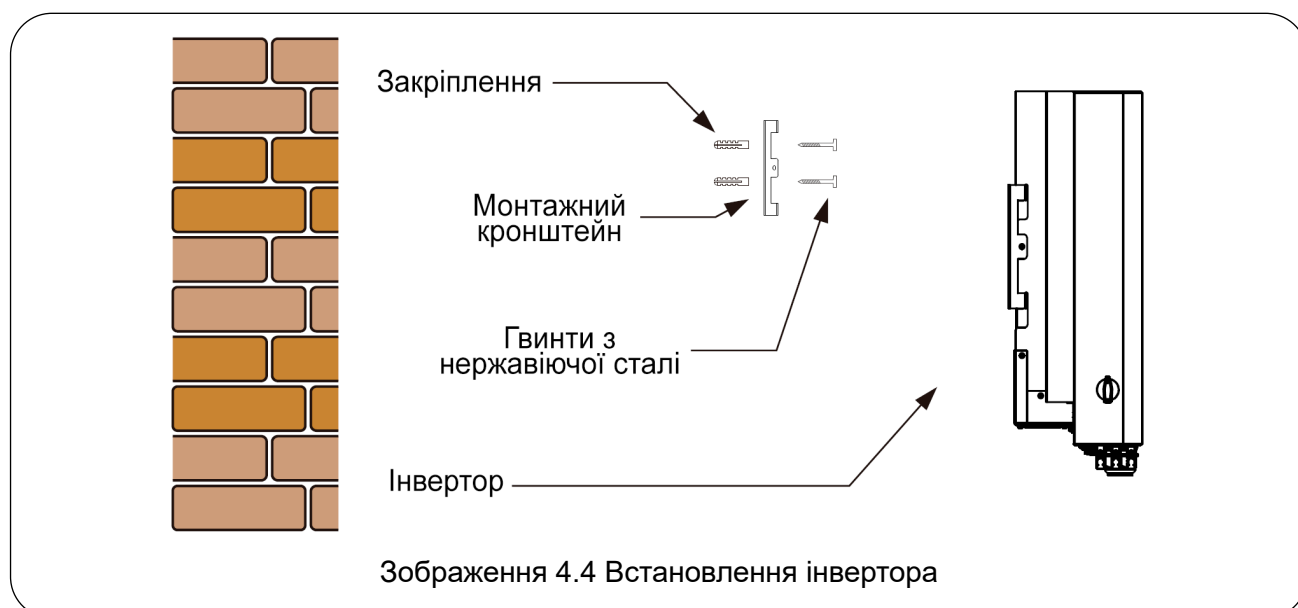 Закріплення
Монтажний
кронштейн
Гвинти з
нержавіючої сталі
Інвертор
Зображення 4.4 Встановлення інвертора